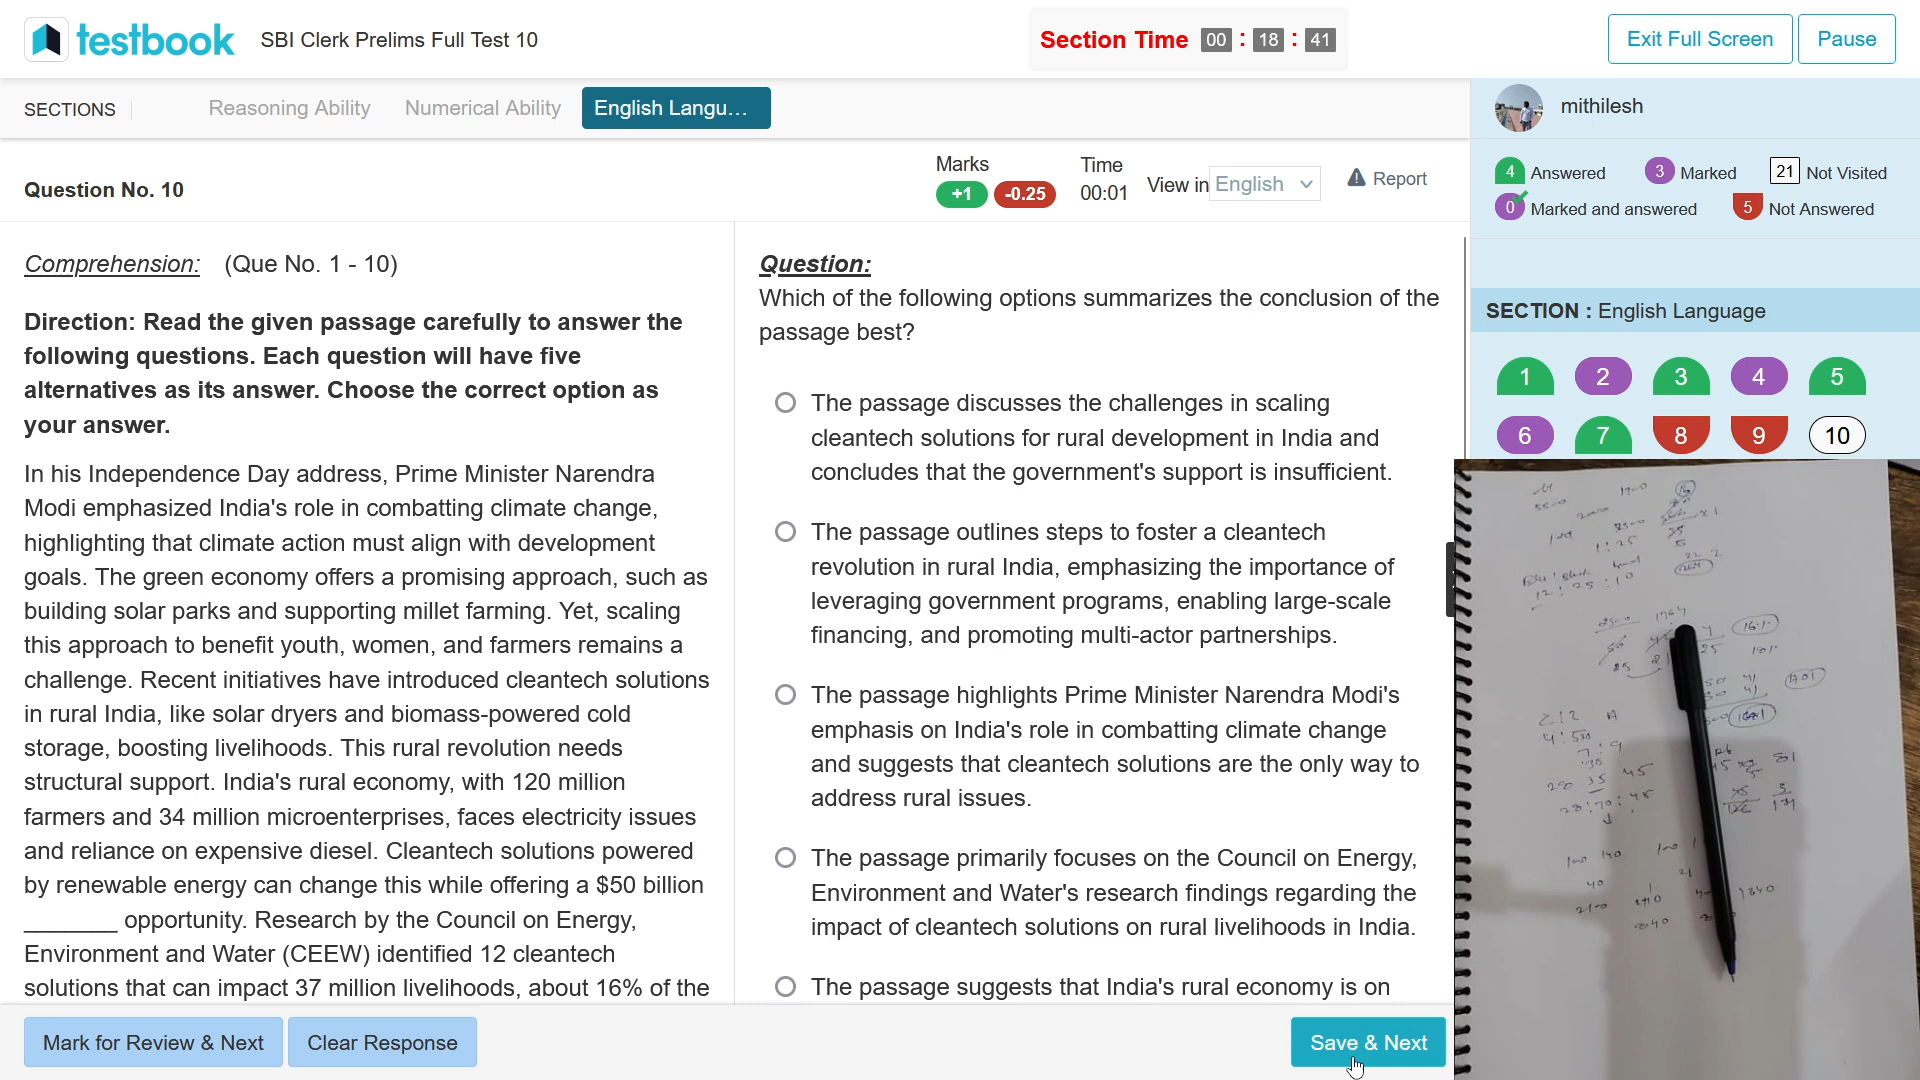 testbook SBI Clerk Prelims Full Test 10 Section Time 00 : 18 : 41 Exit Full Screen Pause
SECTIONS Reasoning Ability Numerical Ability English Langu... mithilesh
Question No. 10 Marks +1 -0.25 Time 00:01 View in English Report
4 Answered 3 Marked 21 Not Visited
0 Marked and answered 5 Not Answered
SECTION : English Language
1 2 3 4 5
6 7 8 9 10
Comprehension: (Que No. 1 - 10)
Direction: Read the given passage carefully to answer the
following questions. Each question will have five
alternatives as its answer. Choose the correct option as
your answer.
In his Independence Day address, Prime Minister Narendra
Modi emphasized India's role in combatting climate change,
highlighting that climate action must align with development
goals. The green economy offers a promising approach, such as
building solar parks and supporting millet farming. Yet, scaling
this approach to benefit youth, women, and farmers remains a
challenge. Recent initiatives have introduced cleantech solutions
in rural India, like solar dryers and biomass-powered cold
storage, boosting livelihoods. This rural revolution needs
structural support. India's rural economy, with 120 million
farmers and 34 million microenterprises, faces electricity issues
and reliance on expensive diesel. Cleantech solutions powered
by renewable energy can change this while offering a $50 billion
________ opportunity. Research by the Council on Energy,
Environment and Water (CEEW) identified 12 cleantech
solutions that can impact 37 million livelihoods, about 16% of the
Question:
Which of the following options summarizes the conclusion of the
passage best?
The passage discusses the challenges in scaling
cleantech solutions for rural development in India and
concludes that the government's support is insufficient.
The passage outlines steps to foster a cleantech
revolution in rural India, emphasizing the importance of
leveraging government programs, enabling large-scale
financing, and promoting multi-actor partnerships.
The passage highlights Prime Minister Narendra Modi's
emphasis on India's role in combatting climate change
and suggests that cleantech solutions are the only way to
address rural issues.
The passage primarily focuses on the Council on Energy,
Environment and Water's research findings regarding the
impact of cleantech solutions on rural livelihoods in India.
The passage suggests that India's rural economy is on
Mark for Review & Next Clear Response Save & Next